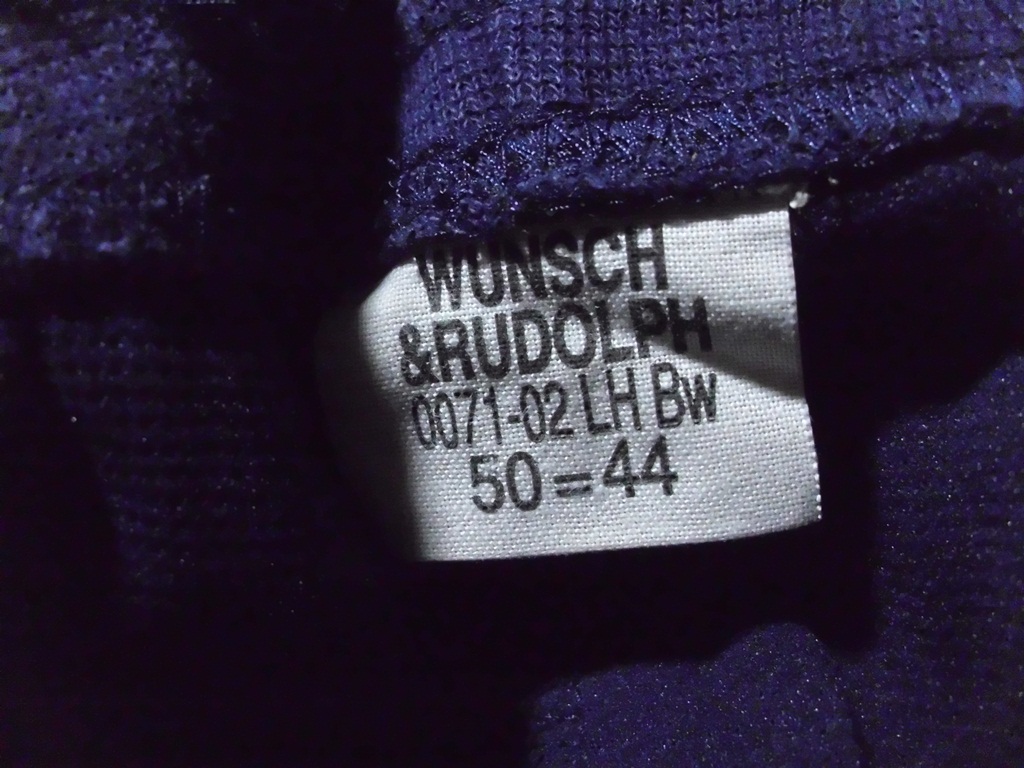 WUNSCH
&RUDOLPH
0071-02 LH Bw
50=44